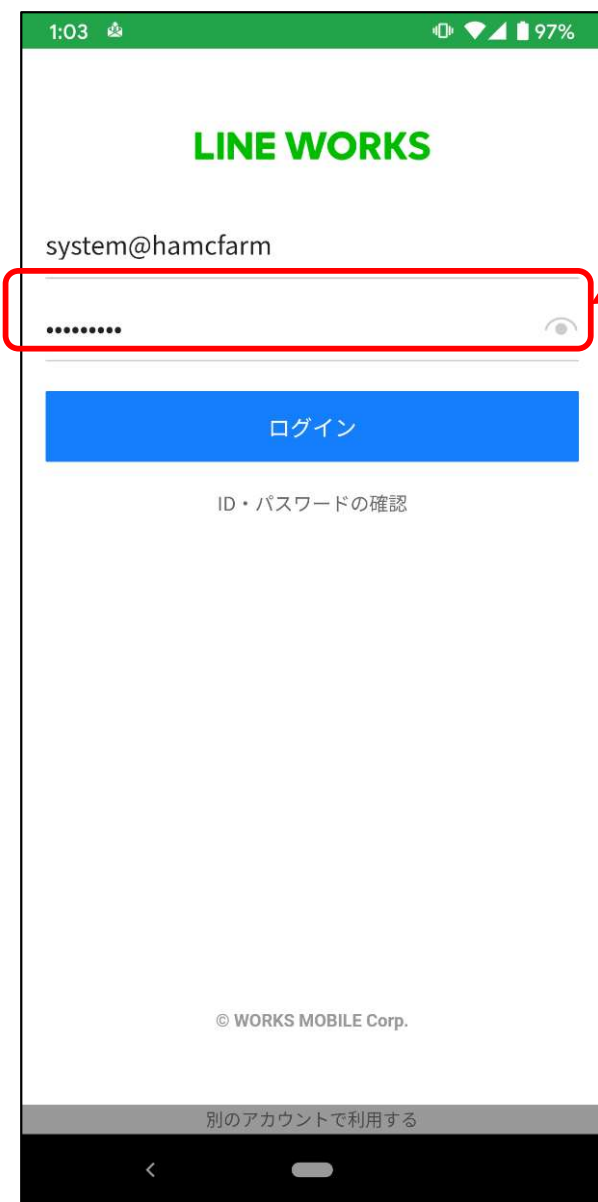 1:03 97%
LINE WORKS
system@hamcfarm
•••••••••
ログイン
ID・パスワードの確認
© WORKS MOBILE Corp.
別のアカウントで利用する